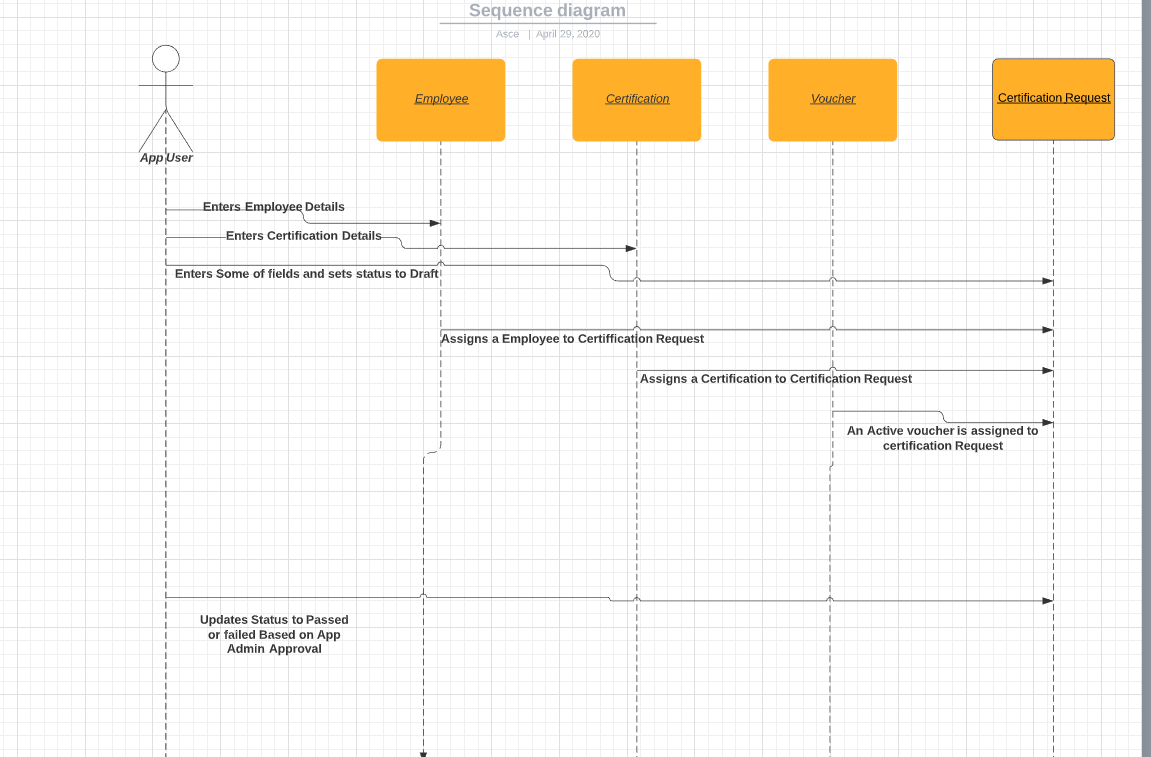 Sequence diagram
Asce | April 29, 2020
Employee
Certification
Voucher
Certification Request
App User
Enters Employee Details
Enters Certification Details
Enters Some of fields and sets status to Draft
Assigns a Employee to Certiffication Request
Assigns a Certification to Certification Request
An Active voucher is assigned to
certification Request
Updates Status to Passed
or failed Based on App
Admin Approval